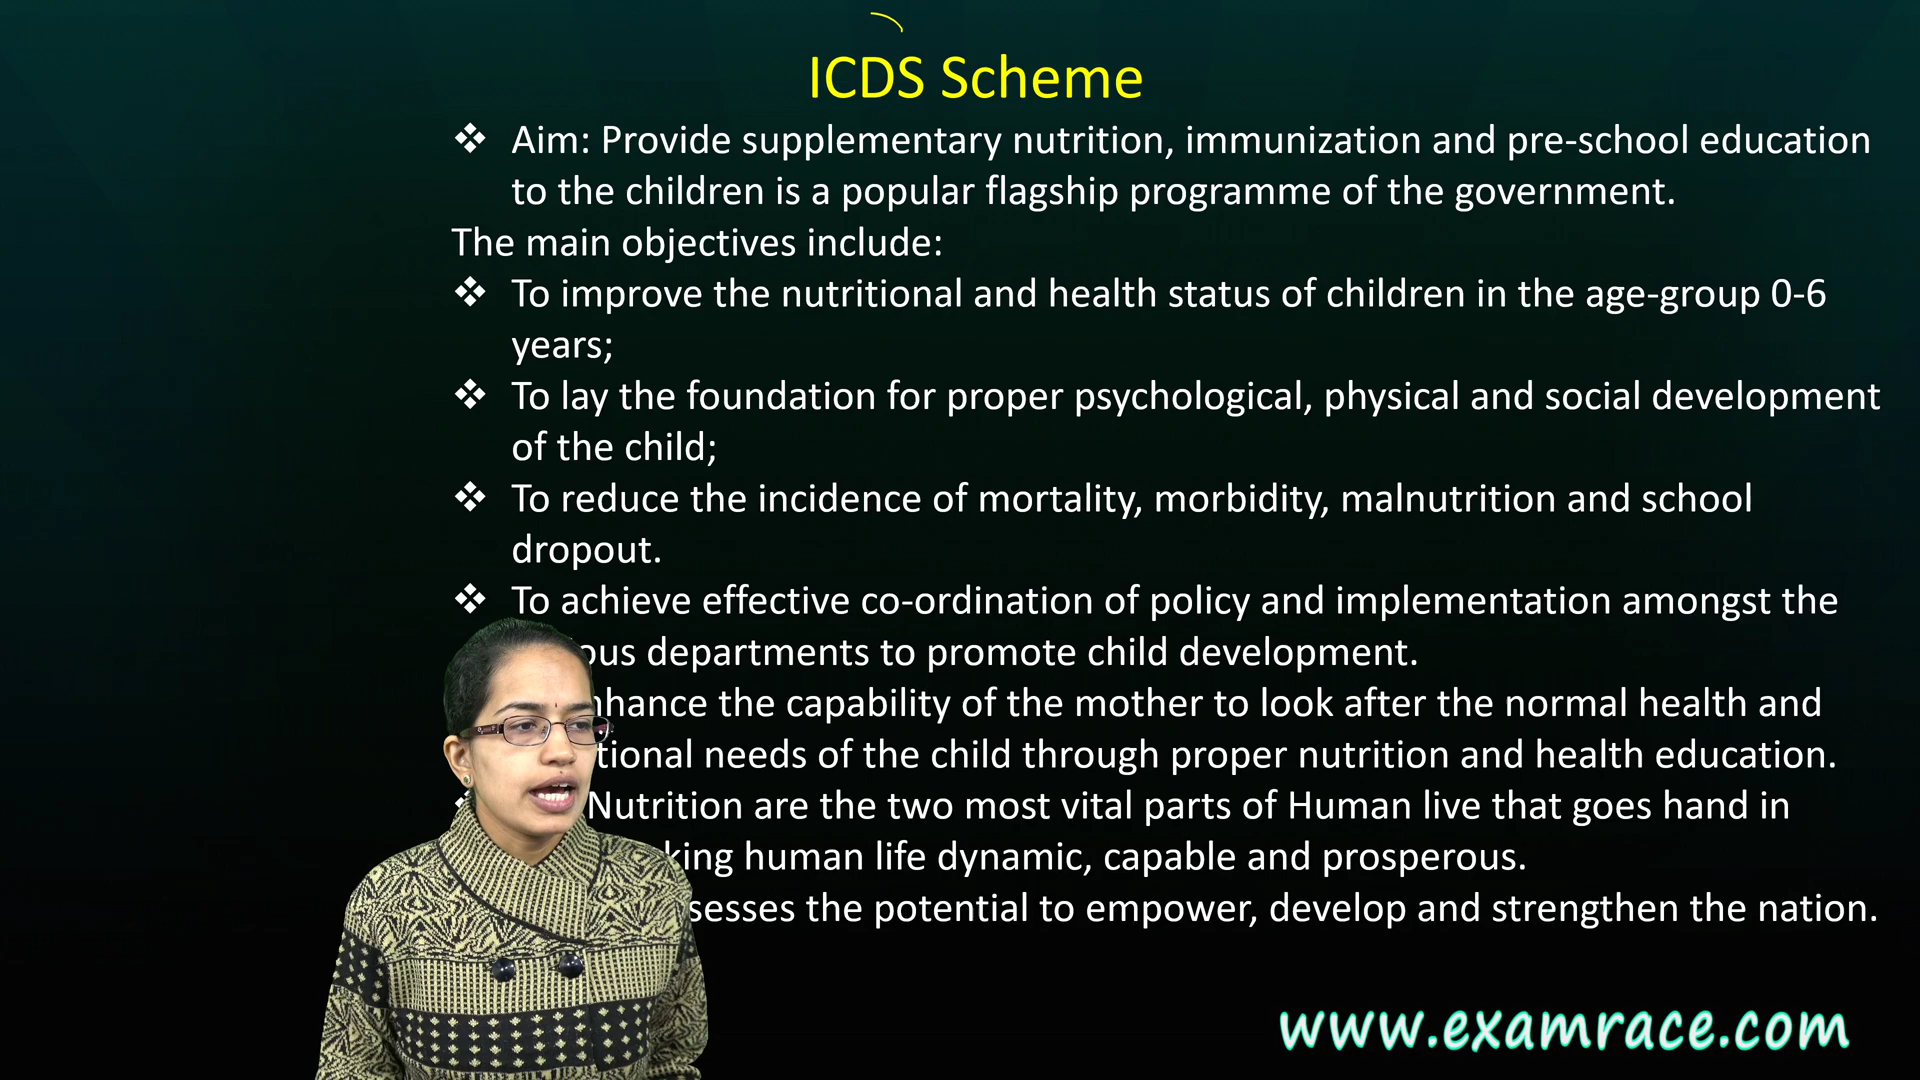 ICDS Scheme
❖ Aim: Provide supplementary nutrition, immunization and pre-school education
to the children is a popular flagship programme of the government.
The main objectives include:
❖ To improve the nutritional and health status of children in the age-group 0-6
years;
❖ To lay the foundation for proper psychological, physical and social development
of the child;
❖ To reduce the incidence of mortality, morbidity, malnutrition and school
dropout.
❖ To achieve effective co-ordination of policy and implementation amongst the
departments to promote child development.
the capability of the mother to look after the normal health and
needs of the child through proper nutrition and health education.
Nutrition are the two most vital parts of Human live that goes hand in
human life dynamic, capable and prosperous.
the potential to empower, develop and strengthen the nation.
www.examrace.com